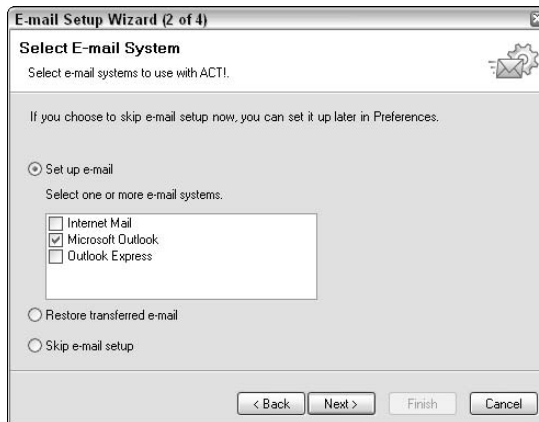 E-mail Setup Wizard (2 of 4)
Select E-mail System
Select e-mail systems to use with ACT!.
If you choose to skip e-mail setup now, you can set it up later in Preferences.
Set up e-mail
Select one or more e-mail systems.
Internet Mail
Microsoft Outlook
Outlook Express
Restore transferred e-mail
Skip e-mail setup
< Back Next > Finish Cancel